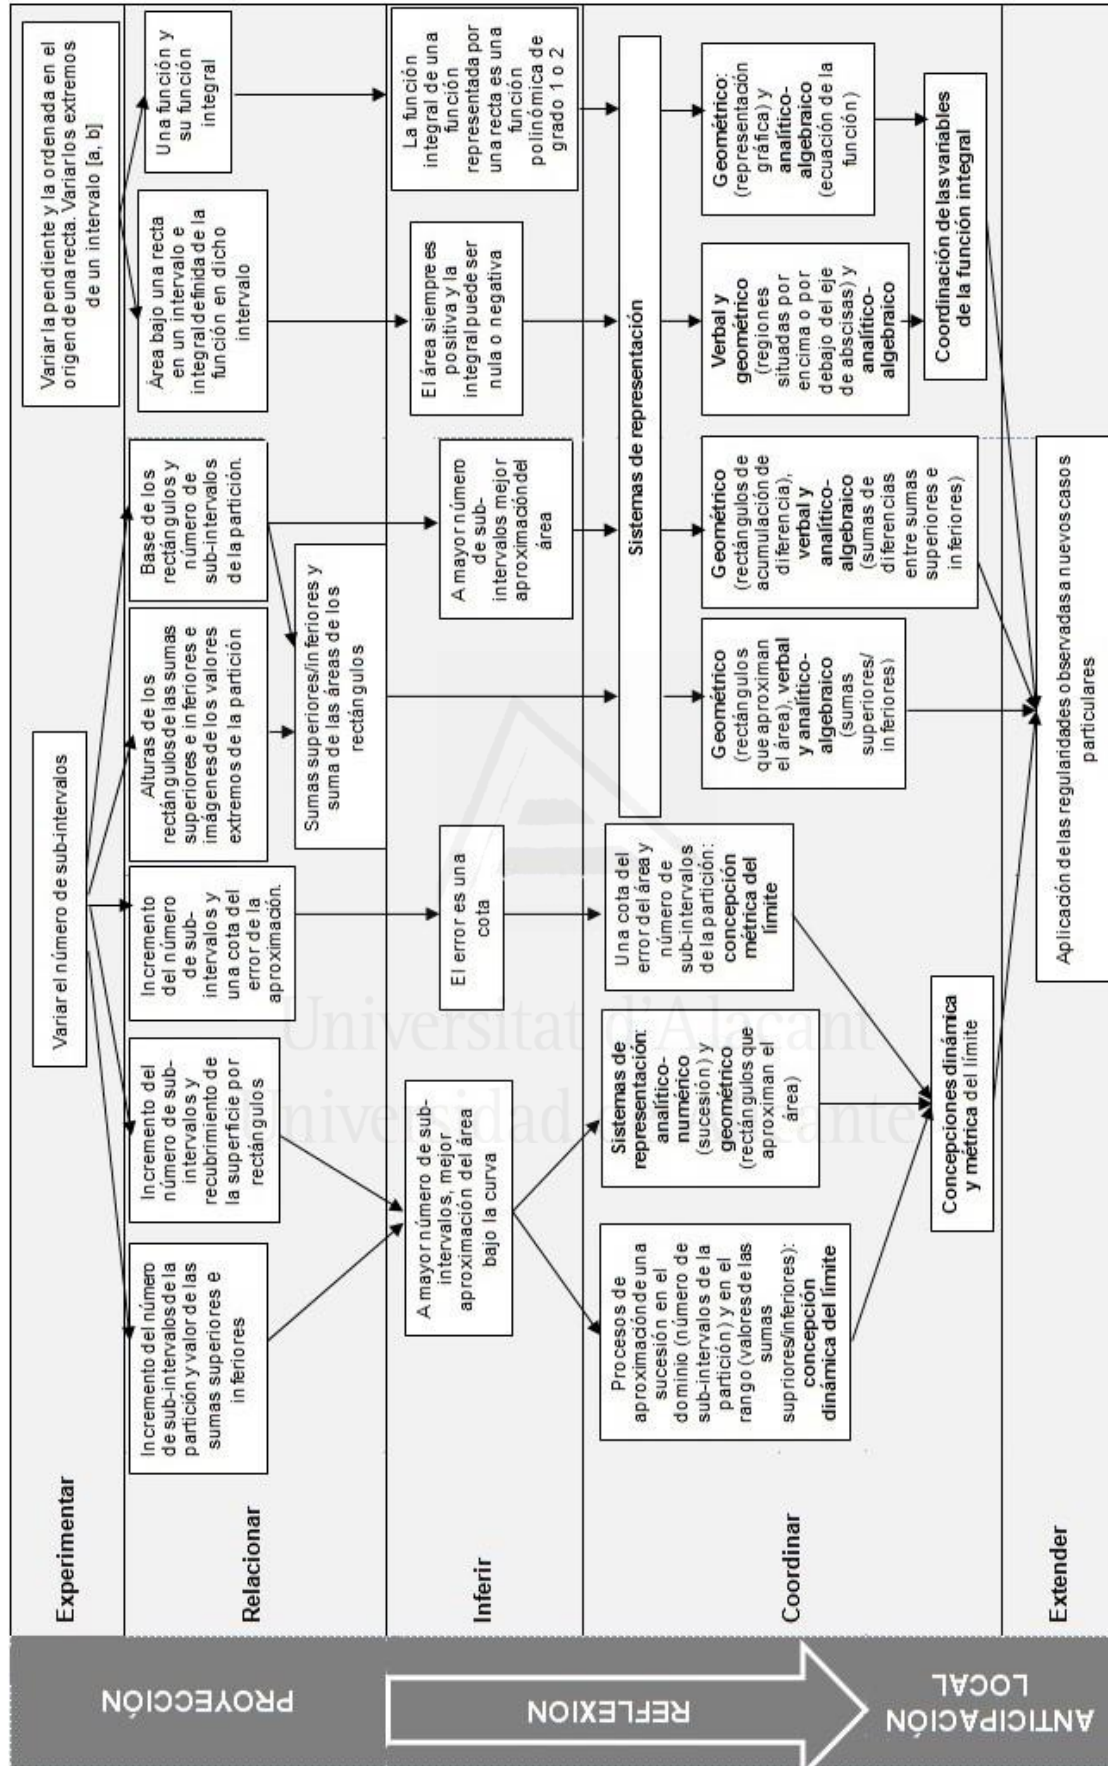 PROYECCIÓN
REFLEXION
ANTICIPACIÓN
LOCAL
Experimentar
Variar el número de sub-intervalos
Variar la pendiente y la ordenada en el
origen de una recta. Variar los extremos
de un intervalo [a, b]
Relacionar
Incremento del número
de sub-intervalos de la
partición y valor de las
sumas superiores e
inferiores
Incremento del
número de sub-
intervalos y
recubrimiento de
la superficie por
rectángulos
Incremento
del número
de sub-
intervalos y
una cota del
error de la
aproximación.
Alturas de los
rectángulos de las sumas
superiores e inferiores e
imágenes de los valores
extremos de la partición
Base de los
rectángulos y
número de
sub-intervalos
de la partición.
Sumas superiores/inferiores y
suma de las áreas de los
rectángulos
Área bajo una recta
en un intervalo e
integral definida de la
función en dicho
intervalo
Una función y
su función
integral
Inferir
A mayor número de sub-
intervalos, mejor
aproximación del área
bajo la curva
El error es una
cota
A mayor número
de sub-
intervalos mejor
aproximación del
área
El área siempre es
positiva y la
integral puede ser
nula o negativa
La función
integral de una
función
representada por
una recta es una
función
polinómica de
grado 1 o 2
Coordinar
Sistemas de representación
Procesos de
aproximación de una
sucesión en el
dominio (número de
sub-intervalos de la
partición) y en el
rango (valores de las
sumas
supriores/inferiores):
concepción
dinámica del límite
Sistemas de
representación:
analítico-
numérico
(sucesión) y
geométrico
(rectángulos que
aproximan el
área)
Una cota del
error del área y
número de
sub-intervalos
de la partición:
concepción
métrica del
límite
Geométrico
(rectángulos
que aproximan
el área), verbal
y analítico-
algebraico
(sumas
superiores/
inferiores)
Geométrico
(rectángulos de
acumulación de
diferencia),
verbal y
analítico-
algebraico
(sumas de
diferencias
entre sumas
superiores e
inferiores)
Verbal y
geométrico
(regiones
situadas por
encima o por
debajo del eje
de abscisas) y
analítico-
algebraico
Geométrico:
(representación
gráfica) y
analítico-
algebraico
(ecuación de la
función)
Concepciones dinámica
y métrica del límite
Coordinación de las variables
de la función integral
Extender
Aplicación de las regularidades observadas a nuevos casos
particulares
Universitat d'Alacant
Universidad de Alicante